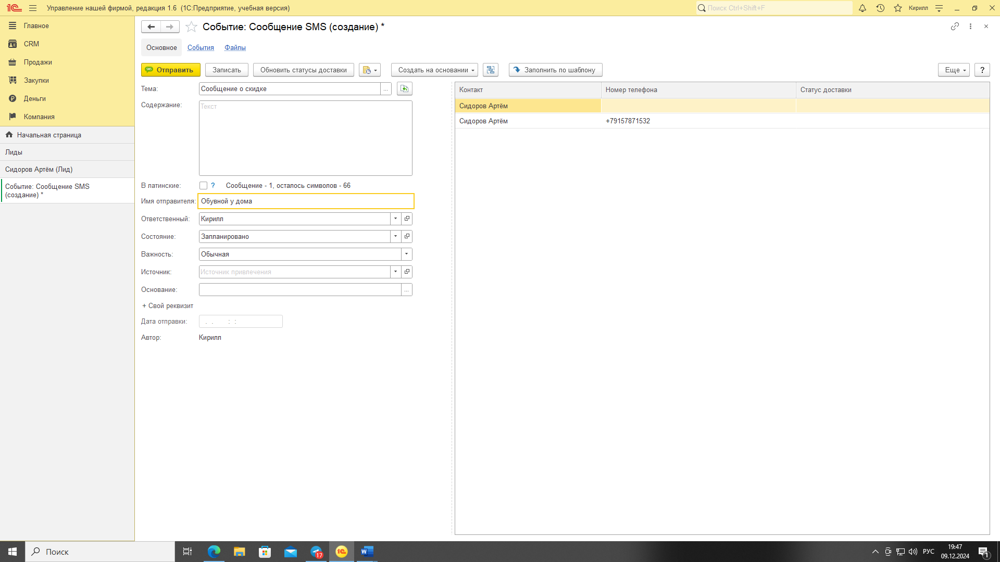 1С Управление нашей фирмой, редакция 1.6 (1С:Предприятие, учебная версия)
Поиск Ctrl+Shift+F
Кирилл
Главное
CRM
Продажи
Закупки
Деньги
Компания
Начальная страница
Лиды
Сидоров Артём (Лид)
Событие: Сообщение SMS
(создание) *
Событие: Сообщение SMS (создание) *
Основное События Файлы
SMS Отправить Записать Обновить статусы доставки Создать на основании Заполнить по шаблону Еще ?
Тема: Сообщение о скидке ...
Содержание: Текст
В латинские: ? Сообщение - 1, осталось символов - 66
Имя отправителя: Обувной у дома
Ответственный: Кирилл
Состояние: Запланировано
Важность: Обычная
Источник: Источник привлечения
Основание: ...
+ Свой реквизит
Дата отправки: . . : :
Автор: Кирилл
Контакт Номер телефона Статус доставки
Сидоров Артём
Сидоров Артём +79157871532
Поиск
17
1С
W
РУС
19:47
09.12.2024
1